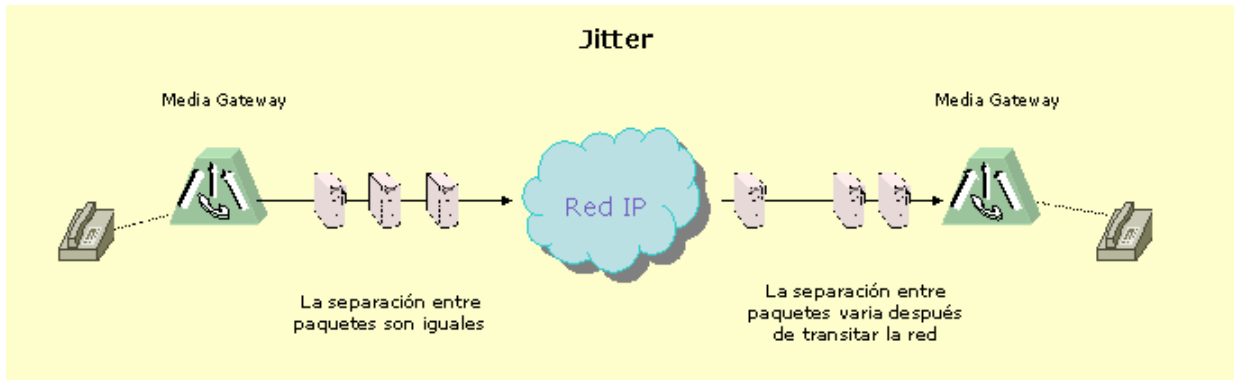 Jitter
Media Gateway
Media Gateway
Red IP
La separación entre
paquetes son iguales
La separación entre
paquetes varia después
de transitar la red